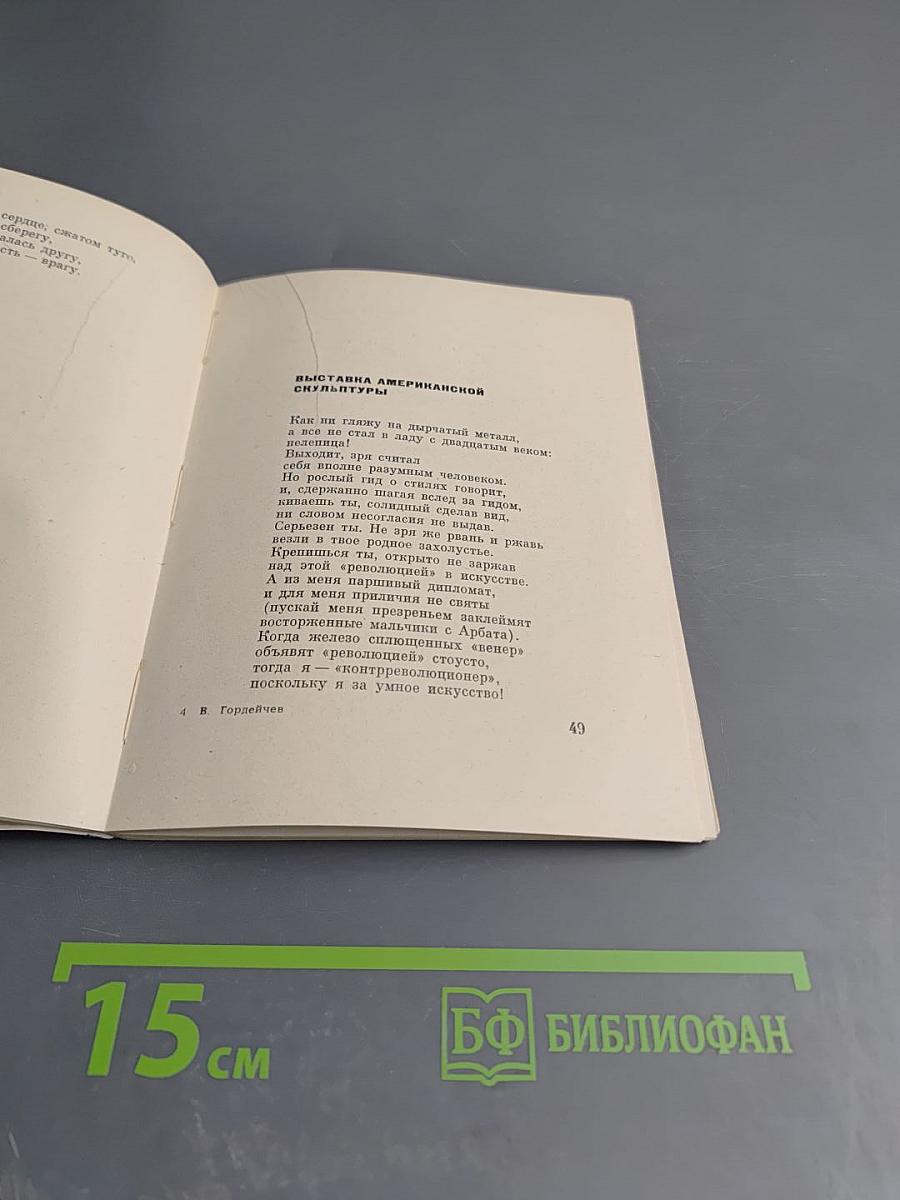 сердце, сжатом туго,
сберегу,
алась другу,
сть — врагу.
ВЫСТАВКА АМЕРИКАНСКОЙ
СКУЛЬПТУРЫ
Как ни гляжу на дырчатый металл,
а все не стал в ладу с двадцатым веком:
нелепица!
Выходит, зря считал
себя вполне разумным человеком.
Но рослый гид о стилях говорит,
и, сдержанно шагая вслед за гидом,
киваешь ты, солидный сделав вид,
ни словом несогласия не выдав.
Серьезен ты. Не зря же рвань и ржавь
везли в твое родное захолустье.
Крепишься ты, открыто не заржав
над этой «революцией» в искусстве.
А из меня паршивый дипломат,
и для меня приличия не святы
(пускай меня презреньем заклеймят
восторженные мальчики с Арбата).
Когда железо сплющенных «венер»
объявят «революцией» стоусто,
тогда я — «контрреволюционер»,
поскольку я за умное искусство!
4 В. Гордейчев
49
15 см
БФ БИБЛИОФАН